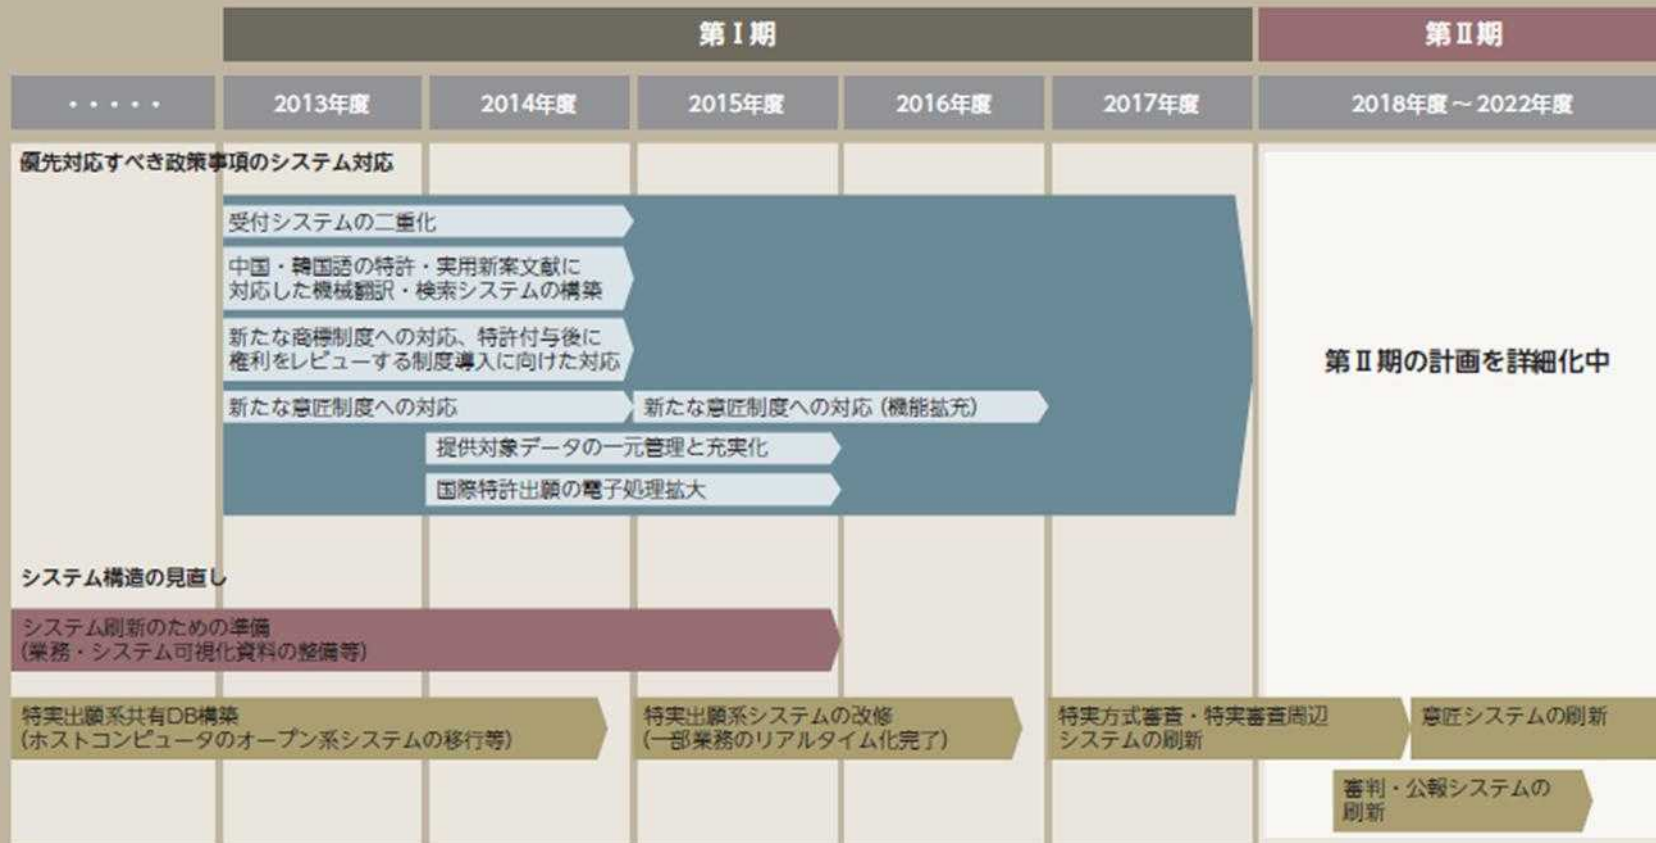 第Ⅰ期
第Ⅱ期
・・・・・
2013年度
2014年度
2015年度
2016年度
2017年度
2018年度～2022年度
優先対応すべき政策事項のシステム対応
受付システムの二重化
中国・韓国語の特許・実用新案文献に
対応した機械翻訳・検索システムの構築
新たな商標制度への対応、特許付与後に
権利をレビューする制度導入に向けた対応
新たな意匠制度への対応
新たな意匠制度への対応（機能拡充）
提供対象データの一元管理と充実化
国際特許出願の電子処理拡大
第Ⅱ期の計画を詳細化中
システム構造の見直し
システム刷新のための準備
（業務・システム可視化資料の整備等）
特実出願系共有DB構築
（ホストコンピュータのオープン系システムの移行等）
特実出願系システムの改修
（一部業務のリアルタイム化完了）
特実方式審査・特実審査周辺
システムの刷新
意匠システムの刷新
審判・公報システムの
刷新